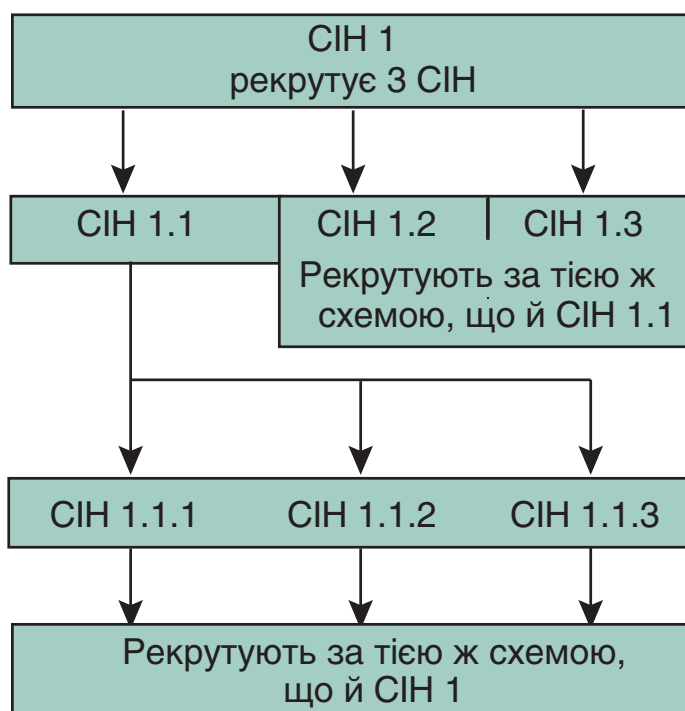 СІН 1
рекрутує 3 СІН
СІН 1.1
СІН 1.2
СІН 1.3
Рекрутують за тією ж
схемою, що й СІН 1.1
СІН 1.1.1
СІН 1.1.2
СІН 1.1.3
Рекрутують за тією ж схемою,
що й СІН 1